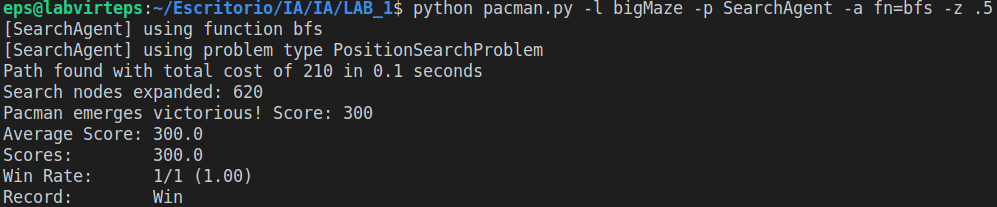 eps@labvirteps:~/Escritorio/IA/IA/LAB_1$ python pacman.py -l bigMaze -p SearchAgent -a fn=bfs -z .5
[SearchAgent] using function bfs
[SearchAgent] using problem type PositionSearchProblem
Path found with total cost of 210 in 0.1 seconds
Search nodes expanded: 620
Pacman emerges victorious! Score: 300
Average Score: 300.0
Scores:        300.0
Win Rate:      1/1 (1.00)
Record:        Win